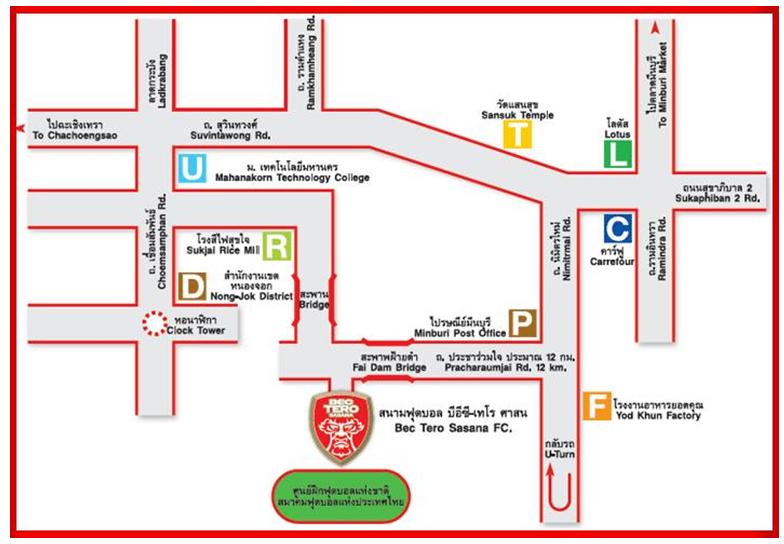 ลาดกระบัง
Ladkrabang
ถ. รามคำแหง
Ramkhamheang Rd.
ไปตลาดมีนบุรี
To Minburi Market
ไปฉะเชิงเทรา
To Chachoengsao
ถ. สุวินทวงศ์
Suvintawong Rd.
วัดแสนสุข
Sansuk Temple
T
โลตัส
Lotus
L
U
ม. เทคโนโลยีมหานคร
Mahanakorn Technology College
ถนนสุขาภิบาล 2
Sukaphiban 2 Rd.
ถ. เชื่อมสัมพันธ์
Choemsamphan Rd.
โรงสีไฟสุขใจ
Sukjai Rice Mill
R
ถ. นิมิตรใหม่
Nimitrmai Rd.
C
คาร์ฟู
Carrefour
ถ.รามอินทรา
Ramindra Rd.
D
สำนักงานเขต
หนองจอก
Nong-Jok District
สะพาน
Bridge
หอนาฬิกา
Clock Tower
ไปรษณีย์มีนบุรี
Minburi Post Office
P
สะพาพฝ้ายดำ
Fai Dam Bridge
ถ. ประชาร่วมใจ ประมาณ 12 กม.
Pracharaumjai Rd. 12 km.
BEC
TERO
SASANA
สนามฟุตบอล บีอีซี-เทโร ศาสน
Bec Tero Sasana FC.
F
โรงงานอาหารยอดคุณ
Yod Khun Factory
กลับรถ
U-Turn
ศูนย์ฝึกฟุตบอลแห่งชาติ
สมาคมฟุตบอลแห่งประเทศไทย